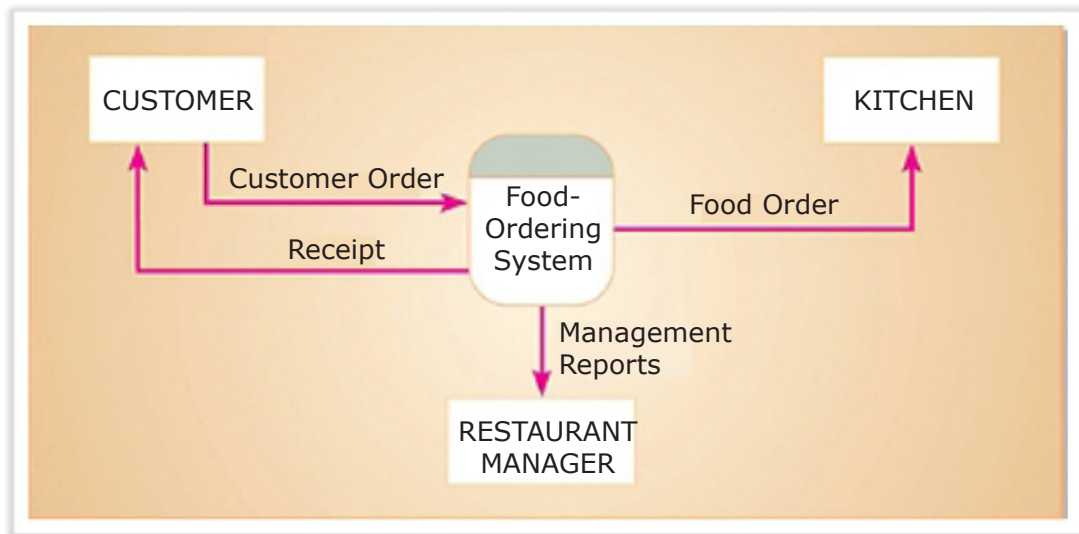 CUSTOMER
KITCHEN
Customer Order
Food-
Ordering
System
Food Order
Receipt
Management
Reports
RESTAURANT
MANAGER